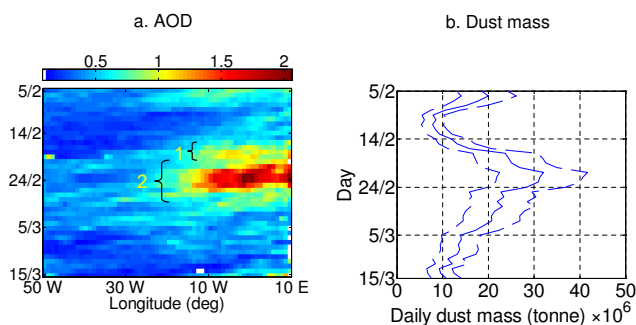 a. AOD
b. Dust mass
0.5 1 1.5 2
5/2
14/2
24/2
5/3
15/3
1
2
50 W 30 W 10 W 10 E
Longitude (deg)
Day
5/2
14/2
24/2
5/3
15/3
0 10 20 30 40 50
Daily dust mass (tonne) ×10^6